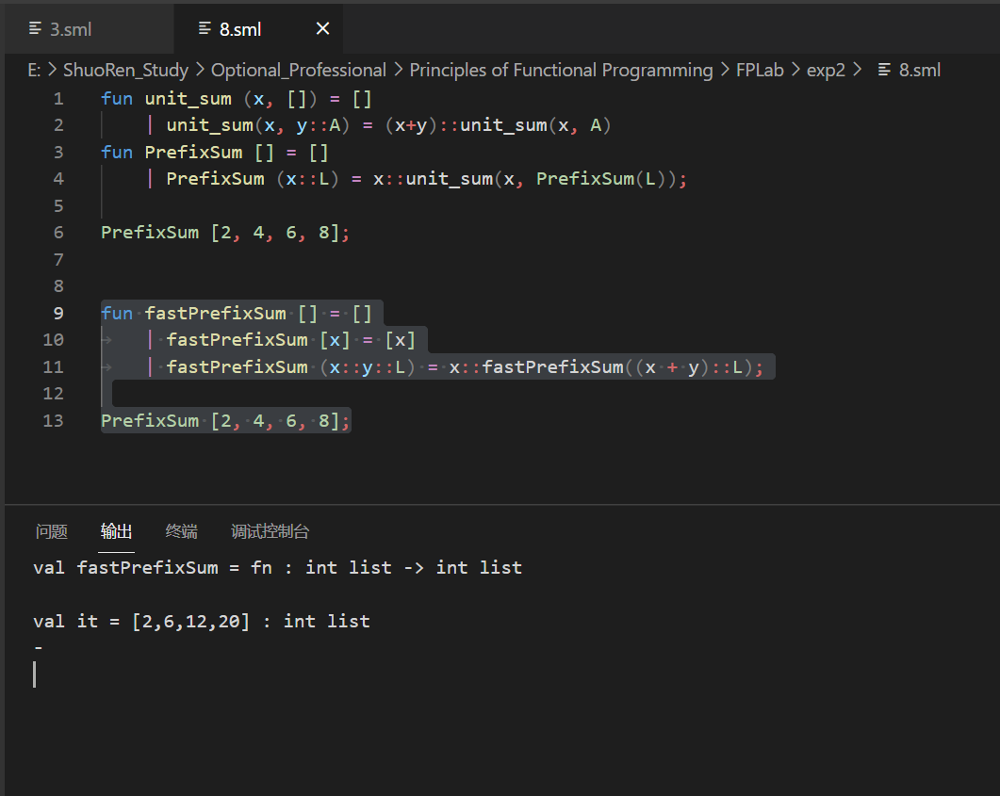 3.sml 8.sml
E: > ShuoRen_Study > Optional_Professional > Principles of Functional Programming > FPLab > exp2 > 8.sml
1 fun unit_sum (x, []) = []
2 | unit_sum(x, y::A) = (x+y)::unit_sum(x, A)
3 fun PrefixSum [] = []
4 | PrefixSum (x::L) = x::unit_sum(x, PrefixSum(L));
5
6 PrefixSum [2, 4, 6, 8];
7
8
9 fun fastPrefixSum [] = []
10 | fastPrefixSum [x] = [x]
11 | fastPrefixSum (x::y::L) = x::fastPrefixSum((x + y)::L);
12
13 PrefixSum [2, 4, 6, 8];
问题 输出 终端 调试控制台
val fastPrefixSum = fn : int list -> int list
val it = [2,6,12,20] : int list
-